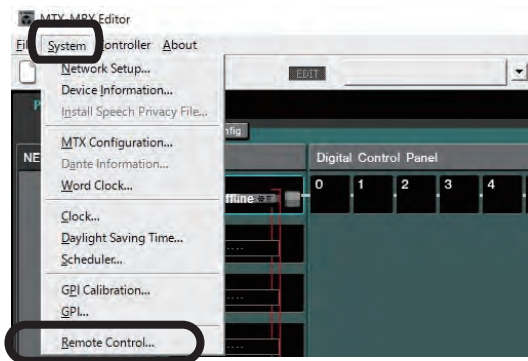 MTX-MRX Editor
System Controller About
EDIT
Network Setup...
Device Information...
Install Speech Privacy File...
MTX Configuration...
Dante Information...
Word Clock...
Clock...
Daylight Saving Time...
Scheduler...
GPI Calibration...
GPI...
Remote Control...
Digital Control Panel
0 1 2 3 4